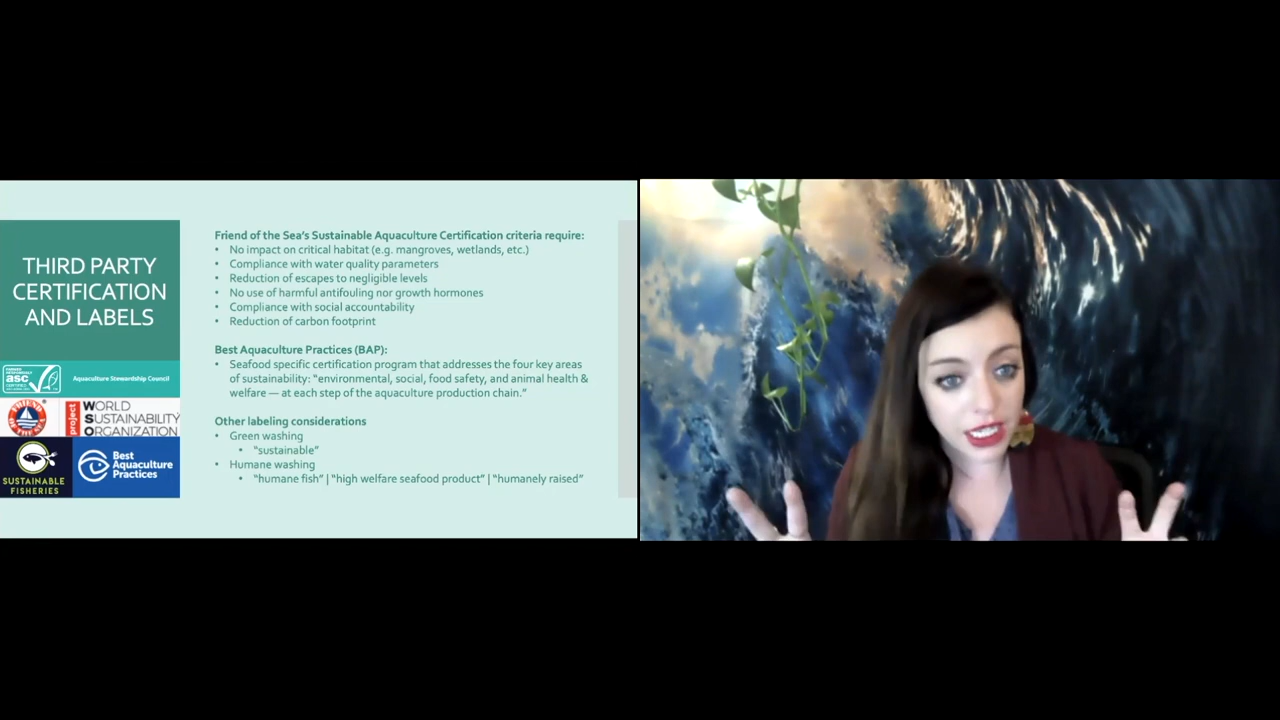 THIRD PARTY
CERTIFICATION
AND LABELS
asc
CERTIFIED
Aquaculture Stewardship Council
FRIEND
OF THE SEA
project
WORLD
SUSTAINABILITY
ORGANIZATION
SUSTAINABLE
FISHERIES
Best
Aquaculture
Practices
Friend of the Sea's Sustainable Aquaculture Certification criteria require:
• No impact on critical habitat (e.g. mangroves, wetlands, etc.)
• Compliance with water quality parameters
• Reduction of escapes to negligible levels
• No use of harmful antifouling nor growth hormones
• Compliance with social accountability
• Reduction of carbon footprint
Best Aquaculture Practices (BAP):
• Seafood specific certification program that addresses the four key areas
of sustainability: "environmental, social, food safety, and animal health &
welfare — at each step of the aquaculture production chain."
Other labeling considerations
• Green washing
• "sustainable"
• Humane washing
• "humane fish" | "high welfare seafood product" | "humanely raised"